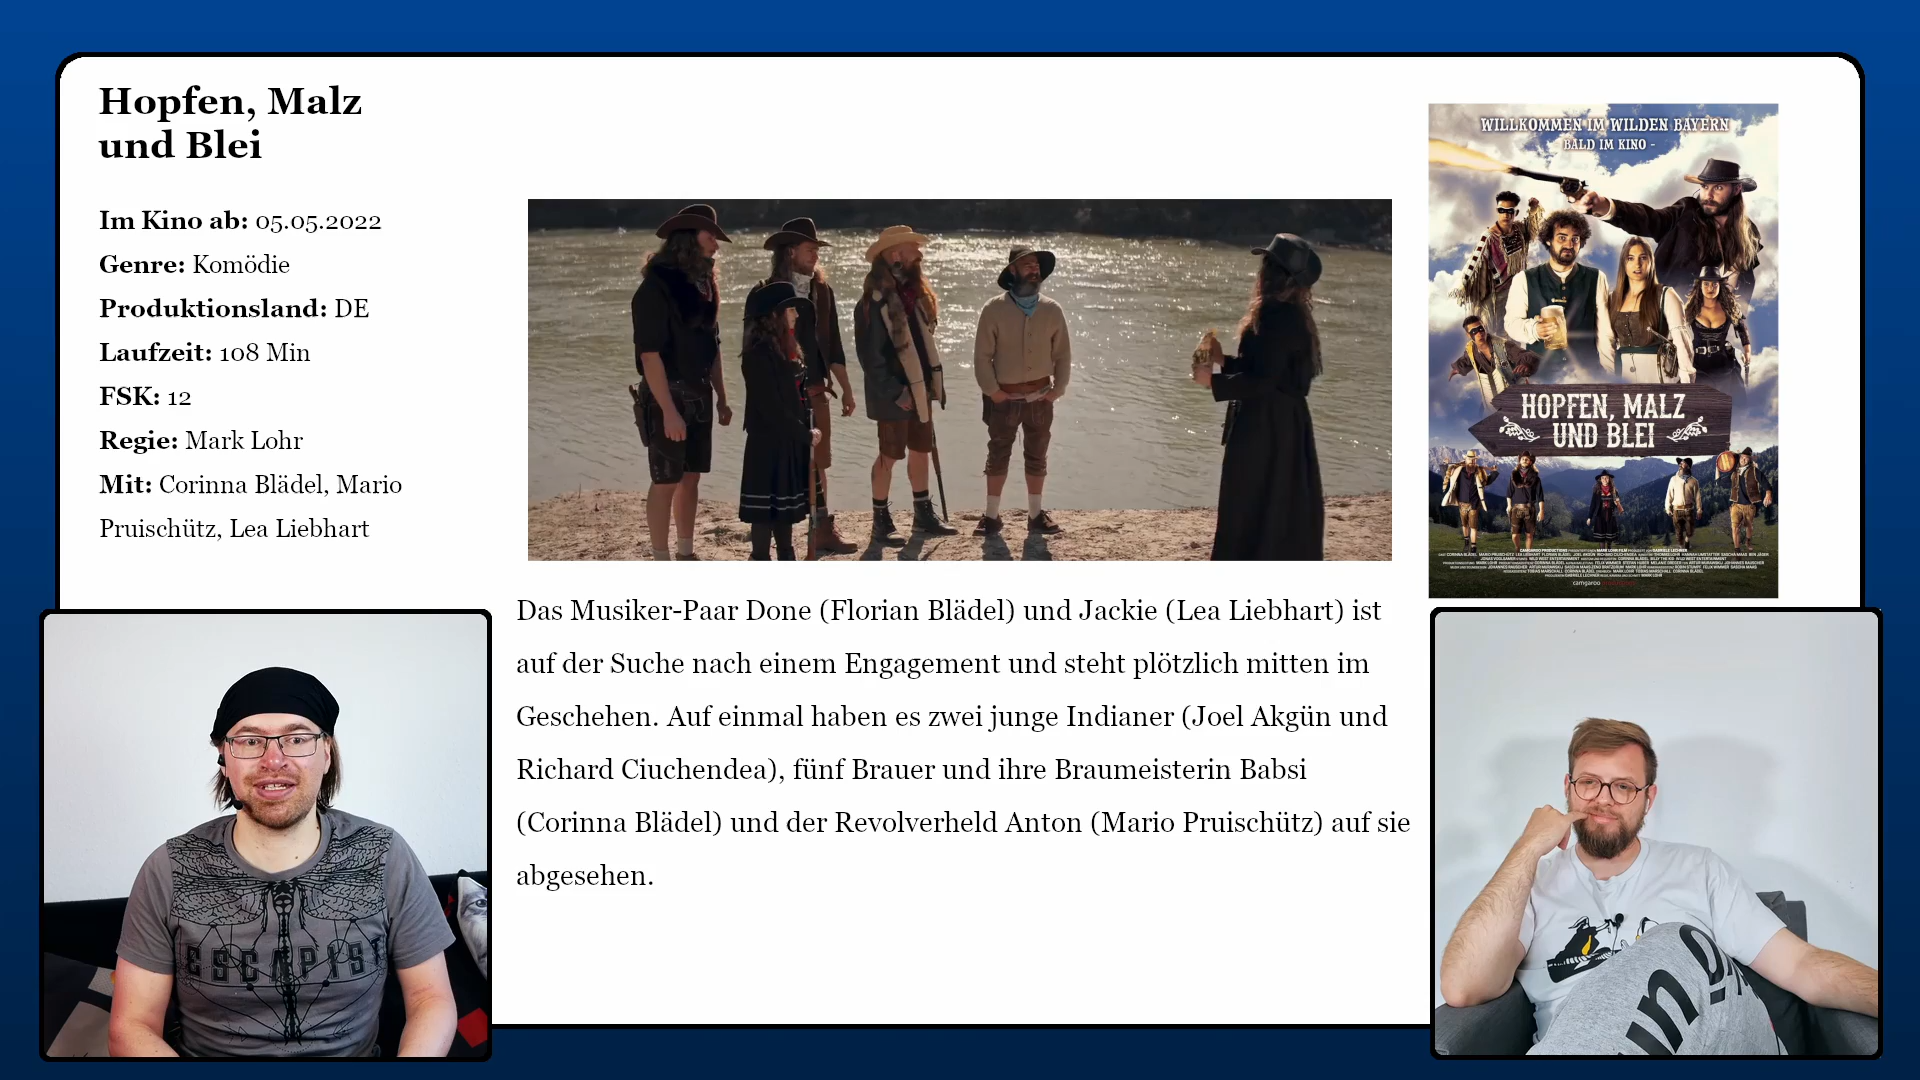 Hopfen, Malz
und Blei
Im Kino ab: 05.05.2022
Genre: Komödie
Produktionsland: DE
Laufzeit: 108 Min
FSK: 12
Regie: Mark Lohr
Mit: Corinna Blädel, Mario
Pruischütz, Lea Liebhart
WILLKOMMEN IM WILDEN BAYERN
BALD IM KINO -
HOPFEN, MALZ
UND BLEI
camgaroo
Das Musiker-Paar Done (Florian Blädel) und Jackie (Lea Liebhart) ist
auf der Suche nach einem Engagement und steht plötzlich mitten im
Geschehen. Auf einmal haben es zwei junge Indianer (Joel Akgün und
Richard Ciuchendea), fünf Brauer und ihre Braumeisterin Babsi
(Corinna Blädel) und der Revolverheld Anton (Mario Pruischütz) auf sie
abgesehen.
ESCAPIST